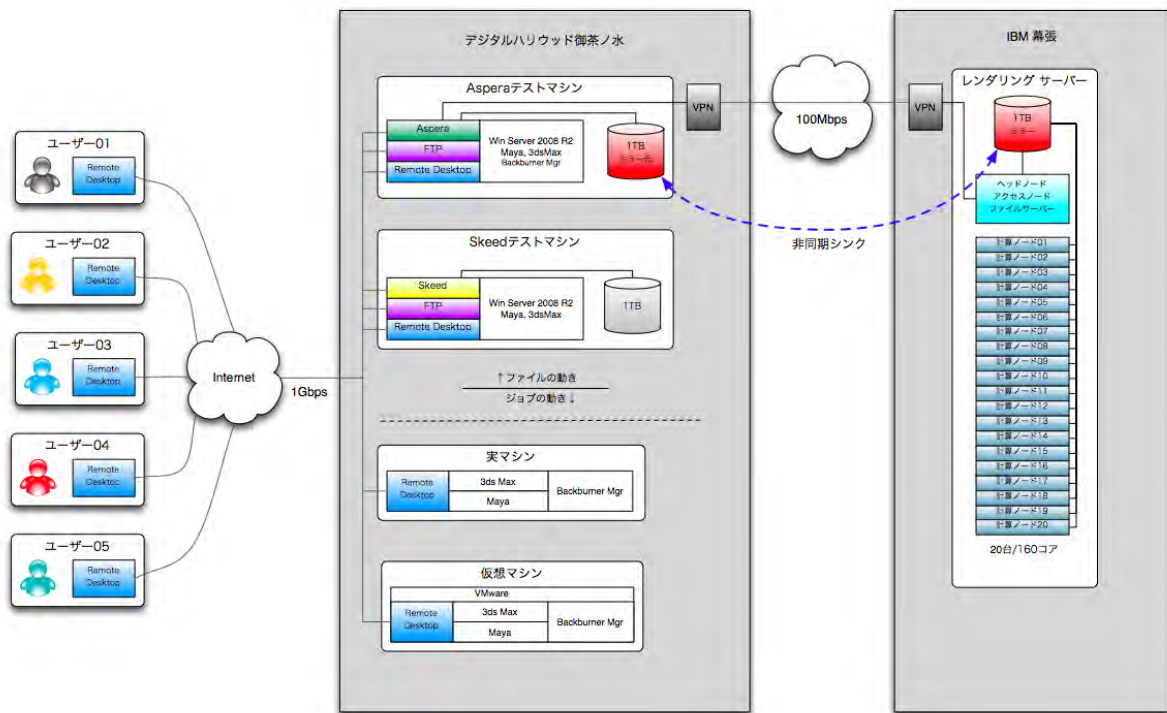 デジタルハリウッド御茶ノ水
IBM 幕張
Asperaテストマシン
Aspera
FTP
Remote Desktop
Win Server 2008 R2
Maya, 3dsMax
Backburner Mgr
1TB
ミラー元
VPN
100Mbps
VPN
レンダリング サーバー
1TB
ミラー
ヘッドノード
アクセスノード
ファイルサーバー
非同期シンク
ユーザー01
Remote
Desktop
ユーザー02
Remote
Desktop
ユーザー03
Remote
Desktop
ユーザー04
Remote
Desktop
ユーザー05
Remote
Desktop
Internet
1Gbps
Skeedテストマシン
Skeed
FTP
Remote Desktop
Win Server 2008 R2
Maya, 3dsMax
1TB
↑ファイルの動き
ジョブの動き↓
実マシン
Remote
Desktop
3ds Max
Maya
Backburner Mgr
仮想マシン
VMware
Remote
Desktop
3ds Max
Maya
Backburner Mgr
計算ノード01
計算ノード02
計算ノード03
計算ノード04
計算ノード05
計算ノード06
計算ノード07
計算ノード08
計算ノード09
計算ノード10
計算ノード11
計算ノード12
計算ノード13
計算ノード14
計算ノード15
計算ノード16
計算ノード17
計算ノード18
計算ノード19
計算ノード20
20台/160コア